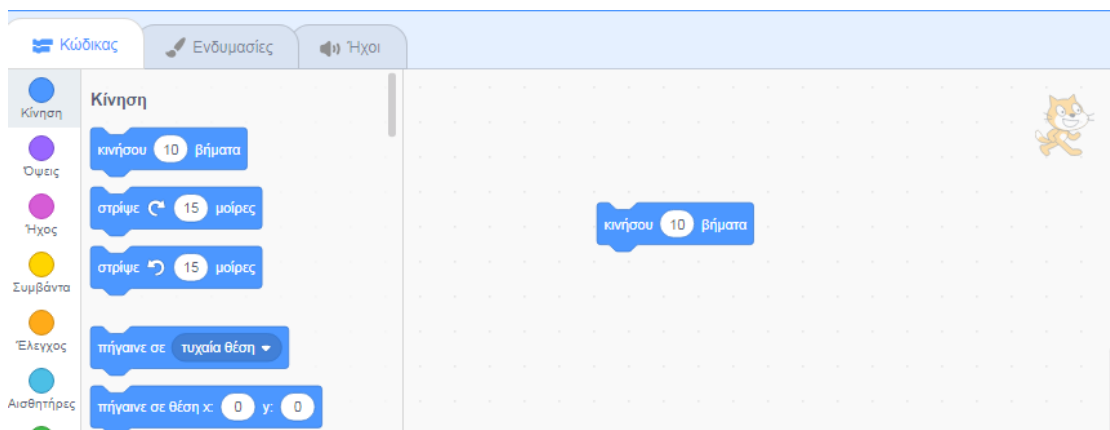 Κώδικας
Ενδυμασίες
Ήχοι
Κίνηση
Όψεις
Ήχος
Συμβάντα
Έλεγχος
Αισθητήρες
Κίνηση
κινήσου 10 βήματα
στρίψε 15 μοίρες
στρίψε 15 μοίρες
πήγαινε σε τυχαία θέση
πήγαινε σε θέση x: 0 y: 0
κινήσου 10 βήματα